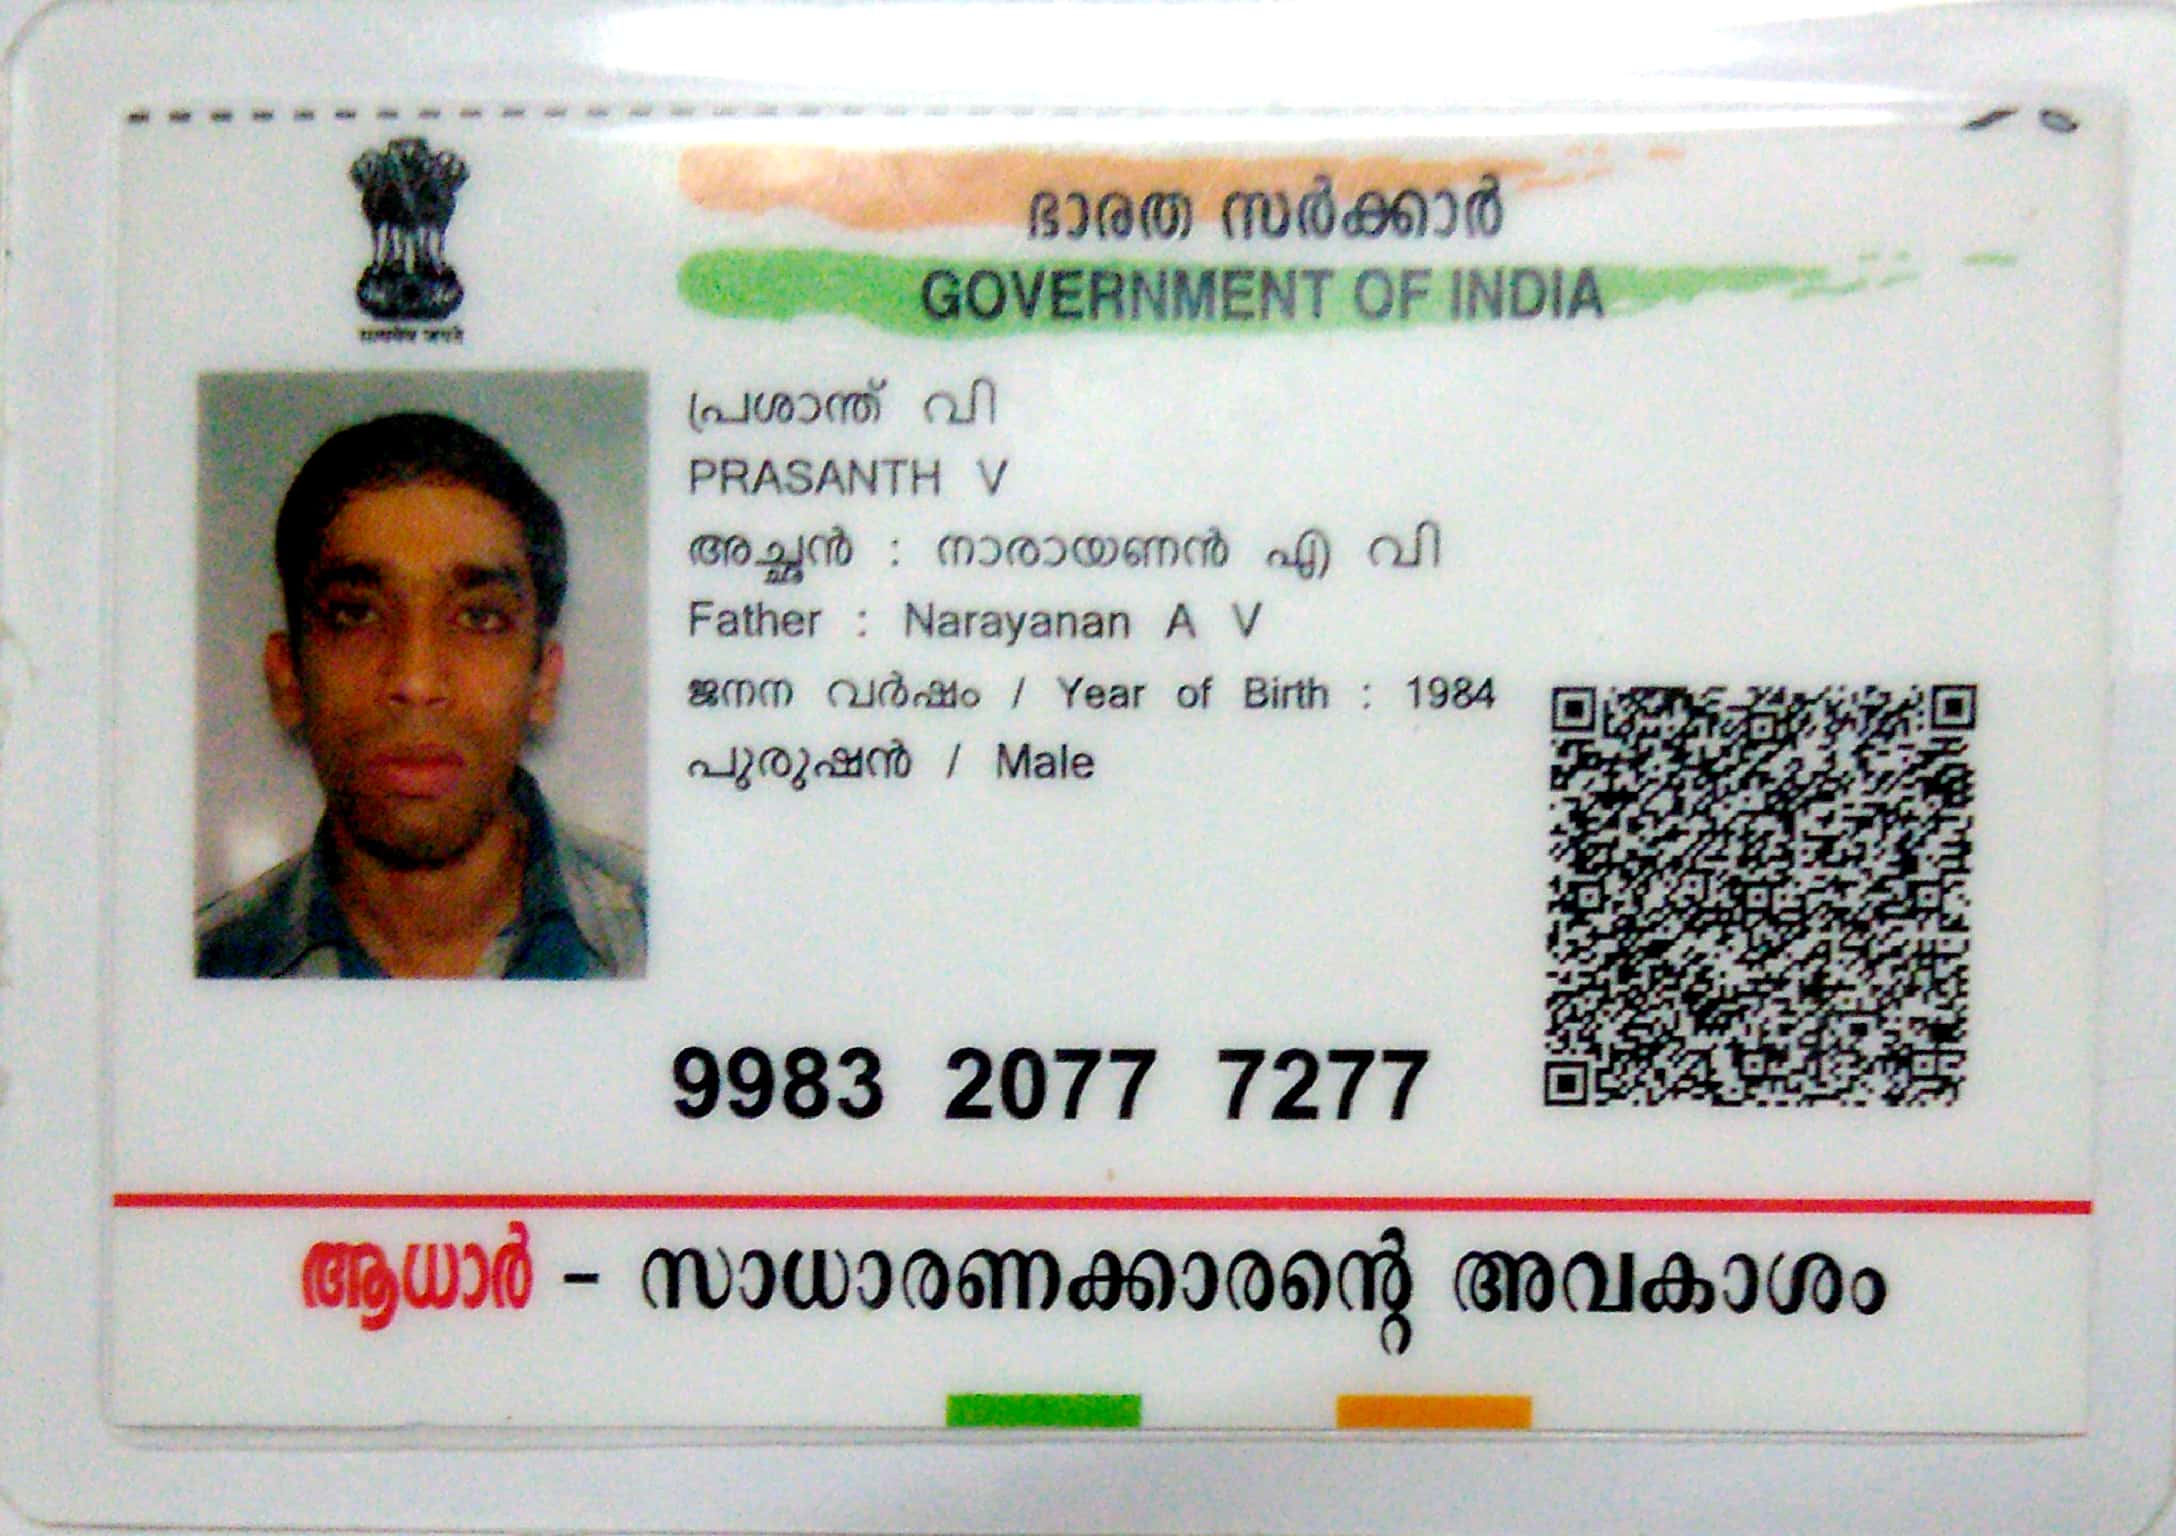 ഭാരത സർക്കാർ
GOVERNMENT OF INDIA
പ്രശാന്ത് വി
PRASANTH V
അച്ഛൻ : നാരായണൻ എ വി
Father : Narayanan A V
ജനന വർഷം / Year of Birth : 1984
പുരുഷൻ / Male
9983 2077 7277
ആധാർ - സാധാരണക്കാരന്റെ അവകാശം